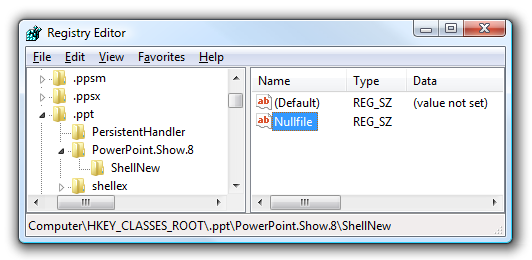 Registry Editor
File Edit View Favorites Help
.ppsm
.ppsx
.ppt
PersistentHandler
PowerPoint.Show.8
ShellNew
shellex
Name Type Data
(Default) REG_SZ (value not set)
Nullfile REG_SZ
Computer\HKEY_CLASSES_ROOT\.ppt\PowerPoint.Show.8\ShellNew